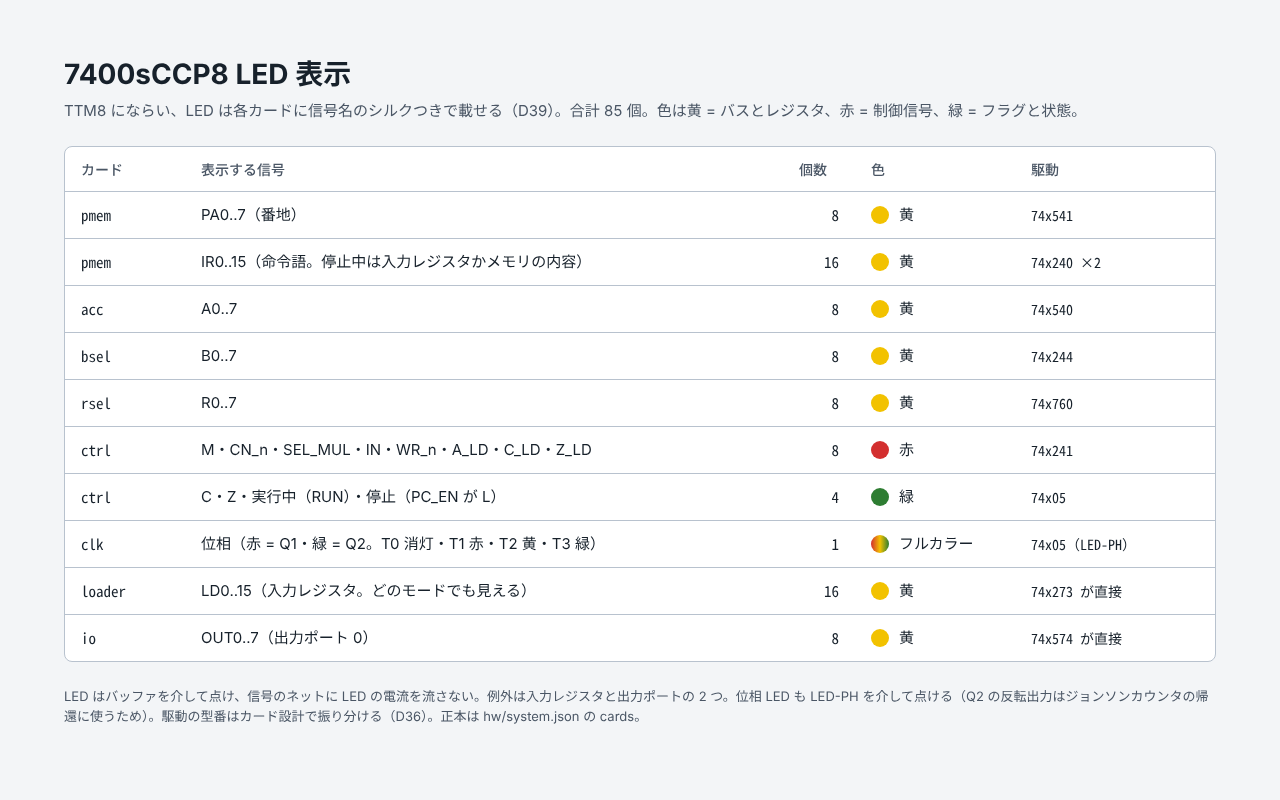 7400sCCP8 LED 表示
TTM8 にならい、LED は各カードに信号名のシルクつきで載せる（D39）。合計 85 個。色は黄 = バスとレジスタ、赤 = 制御信号、緑 = フラグと状態。
カード 表示する信号 個数 色 駆動
pmem PA0..7（番地） 8 黄 74x541
pmem IR0..15（命令語。停止中は入力レジスタかメモリの内容） 16 黄 74x240 ×2
acc A0..7 8 黄 74x540
bsel B0..7 8 黄 74x244
rsel R0..7 8 黄 74x760
ctrl M・CN_n・SEL_MUL・IN・WR_n・A_LD・C_LD・Z_LD 8 赤 74x241
ctrl C・Z・実行中（RUN）・停止（PC_EN が L） 4 緑 74x05
clk 位相（赤 = Q1・緑 = Q2。T0 消灯・T1 赤・T2 黄・T3 緑） 1 フルカラー 74x05（LED-PH）
loader LD0..15（入力レジスタ。どのモードでも見える） 16 黄 74x273 が直接
io OUT0..7（出力ポート 0） 8 黄 74x574 が直接
LED はバッファを介して点け、信号のネットに LED の電流を流さない。例外は入力レジスタと出力ポートの 2 つ。位相 LED も LED-PH を介して点ける（Q2 の反転出力はジョンソンカウンタの帰
還に使うため）。駆動の型番はカード設計で振り分ける（D36）。正本は hw/system.json の cards。